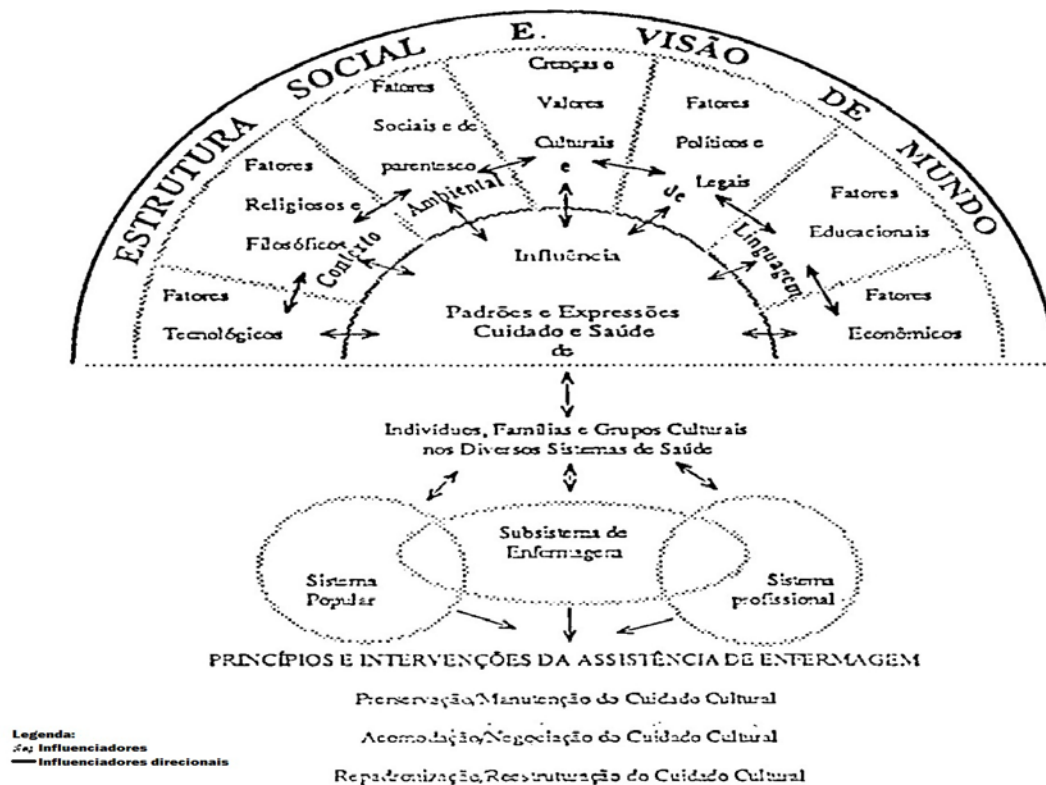 ESTRUTURA SOCIAL E. VISÃO DE MUNDO
Fatores
Tecnológicos
Fatores
Religiosos e
Filosóficos
Fatores
Sociais e de
parentesco
Crenças e
Valores
Culturais
Fatores
Políticos e
Legais
Fatores
Educacionais
Fatores
Econômicos
Contexto Ambiental e de Linguagem
Influência
Padrões e Expressões
Cuidado e Saúde
de
Indivíduos, Famílias e Grupos Culturais
nos Diversos Sistemas de Saúde
Subsistema de
Enfermagem
Sistema
Popular
Sistema
profissional
PRINCÍPIOS E INTERVENÇÕES DA ASSISTÊNCIA DE ENFERMAGEM
Preservação/Manutenção do Cuidado Cultural
Acomodação/Negociação do Cuidado Cultural
Repadronização/Reestruturação do Cuidado Cultural
Legenda:
Influenciadores
Influenciadores direcionais